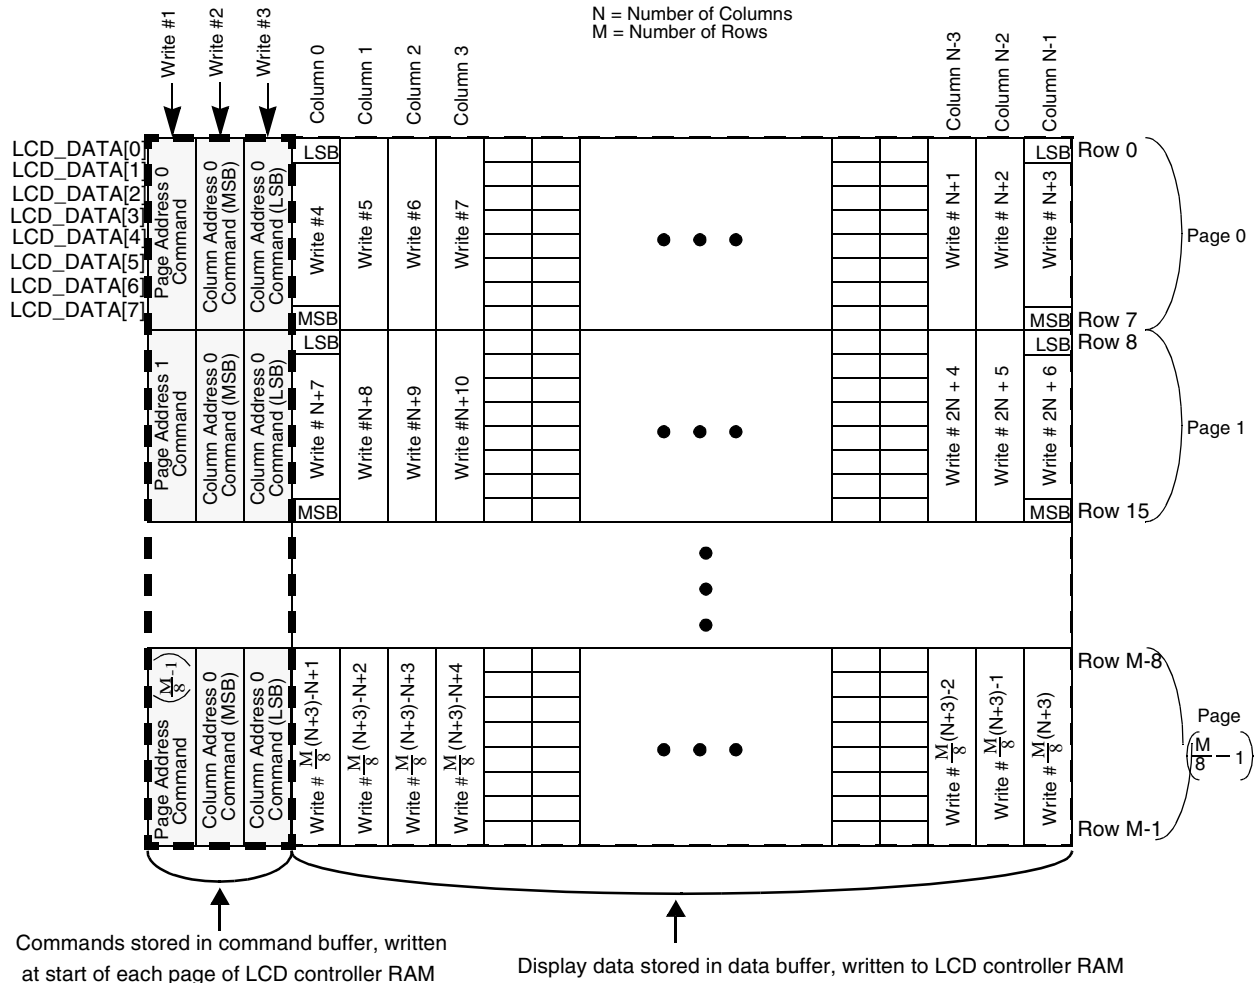 N = Number of Columns
M = Number of Rows
Write #1
Write #2
Write #3
Column 0
Column 1
Column 2
Column 3
Column N-3
Column N-2
Column N-1
LCD_DATA[0]
LCD_DATA[1]
LCD_DATA[2]
LCD_DATA[3]
LCD_DATA[4]
LCD_DATA[5]
LCD_DATA[6]
LCD_DATA[7]
Page Address 0
Command
Column Address 0
Command (MSB)
Column Address 0
Command (LSB)
LSB
Write #4
MSB
Write #5
Write #6
Write #7
Write # N+1
Write # N+2
LSB
Write # N+3
MSB
Row 0
Row 7
Page 0
Page Address 1
Command
Column Address 0
Command (MSB)
Column Address 0
Command (LSB)
LSB
Write # N+7
MSB
Write #N+8
Write #N+9
Write #N+10
Write # 2N + 4
Write # 2N + 5
LSB
Write # 2N + 6
MSB
Row 8
Row 15
Page 1
Page Address (M/8-1)
Command
Column Address 0
Command (MSB)
Column Address 0
Command (LSB)
Write # M/8(N+3)-N+1
Write # M/8(N+3)-N+2
Write # M/8(N+3)-N+3
Write # M/8(N+3)-N+4
Write # M/8(N+3)-2
Write # M/8(N+3)-1
Write # M/8(N+3)
Row M-8
Row M-1
Page
(M/8 – 1)
Commands stored in command buffer, written
at start of each page of LCD controller RAM
Display data stored in data buffer, written to LCD controller RAM